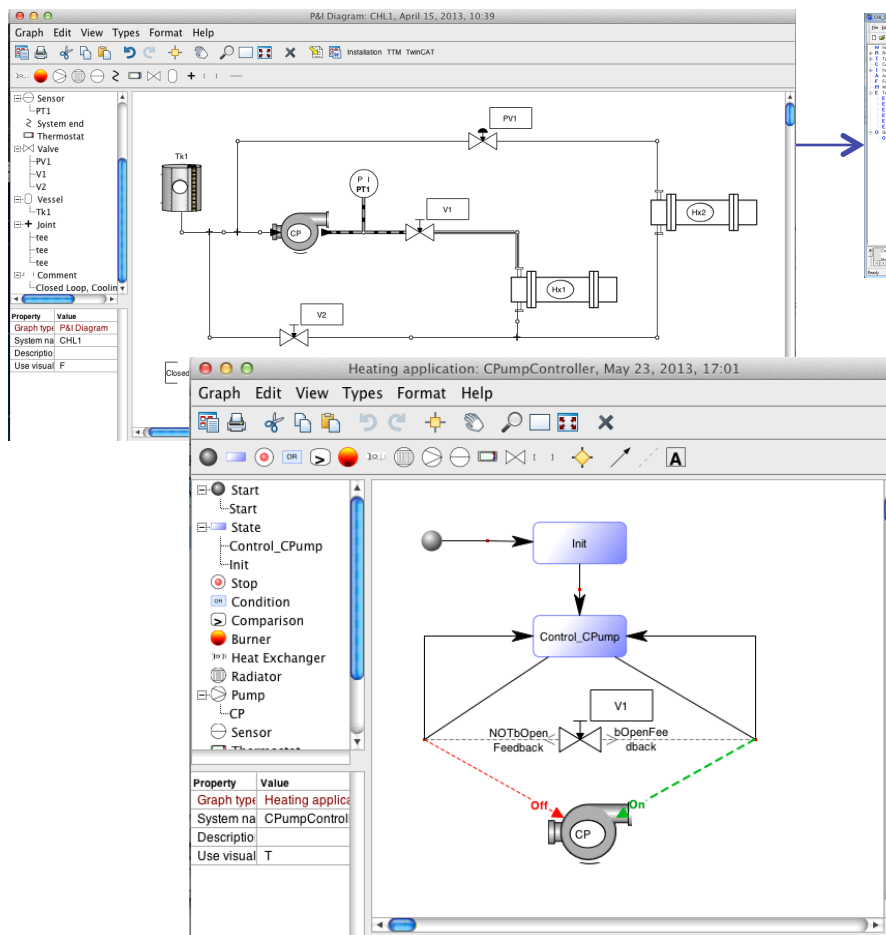 P&I Diagram: CHL1, April 15, 2013, 10:39
Graph Edit View Types Format Help
Installation TTM TwinCAT
Sensor
PT1
System end
Thermostat
Valve
PV1
V1
V2
Vessel
Tk1
Joint
tee
tee
tee
Comment
Closed Loop, Coolin
Property Value
Graph type P&I Diagram
System na CHL1
Descriptio
Use visual F
PV1
Tk1
P I
PT1
V1
CP
Hx2
Hx1
V2
Closed
Heating application: CPumpController, May 23, 2013, 17:01
Graph Edit View Types Format Help
OR
A
Start
Start
State
Control_CPump
Init
Stop
OR Condition
Comparison
Burner
Heat Exchanger
Radiator
Pump
CP
Sensor
Thermostat
Property Value
Graph type Heating applica
System na CPumpControl
Descriptio
Use visual T
Init
Control_CPump
V1
NOTbOpen
Feedback
bOpenFee
dback
Off
On
CP
Ready